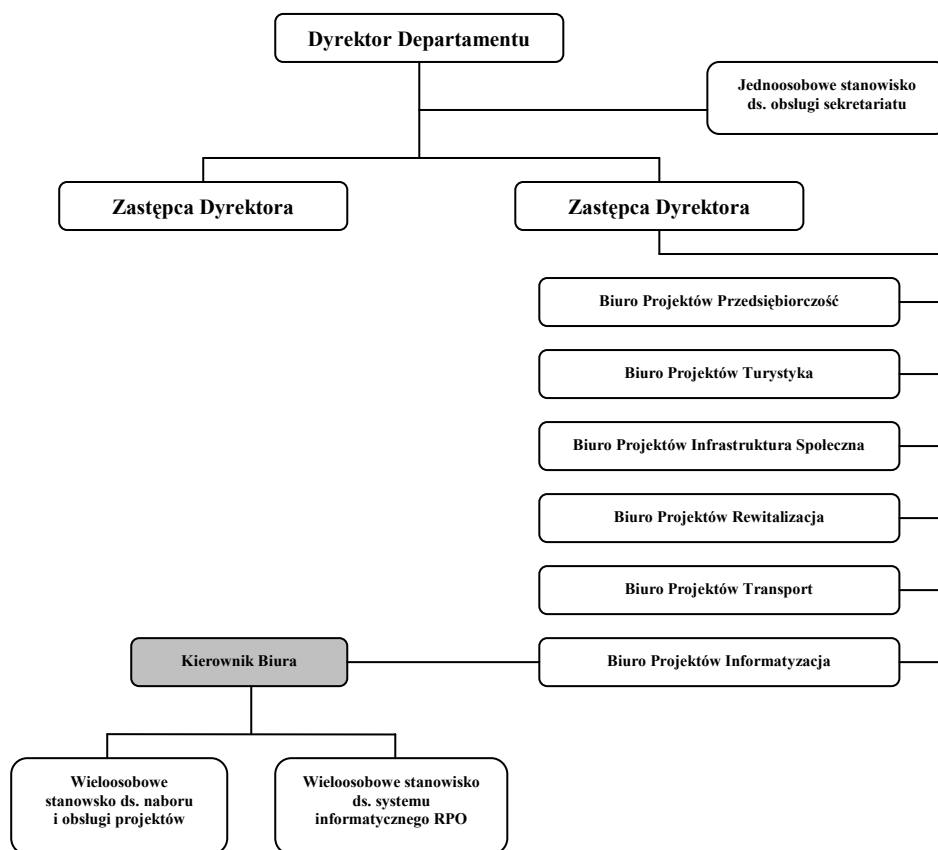 Dyrektor Departamentu
Jednoosobowe stanowisko
ds. obsługi sekretariatu
Zastępca Dyrektora
Zastępca Dyrektora
Biuro Projektów Przedsiębiorczość
Biuro Projektów Turystyka
Biuro Projektów Infrastruktura Społeczna
Biuro Projektów Rewitalizacja
Biuro Projektów Transport
Kierownik Biura
Biuro Projektów Informatyzacja
Wieloosobowe
stanowsko ds. naboru
i obsługi projektów
Wieloosobowe stanowisko
ds. systemu
informatycznego RPO